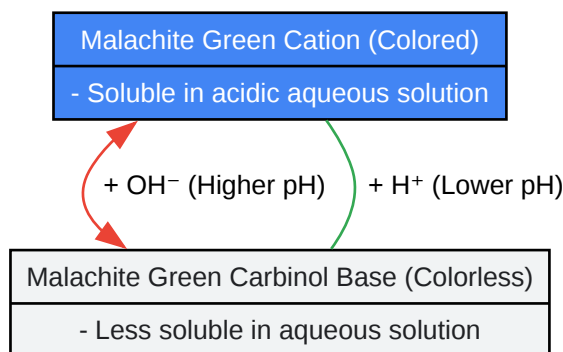 Malachite Green Cation (Colored)
- Soluble in acidic aqueous solution
+ OH⁻ (Higher pH)
+ H⁺ (Lower pH)
Malachite Green Carbinol Base (Colorless)
- Less soluble in aqueous solution